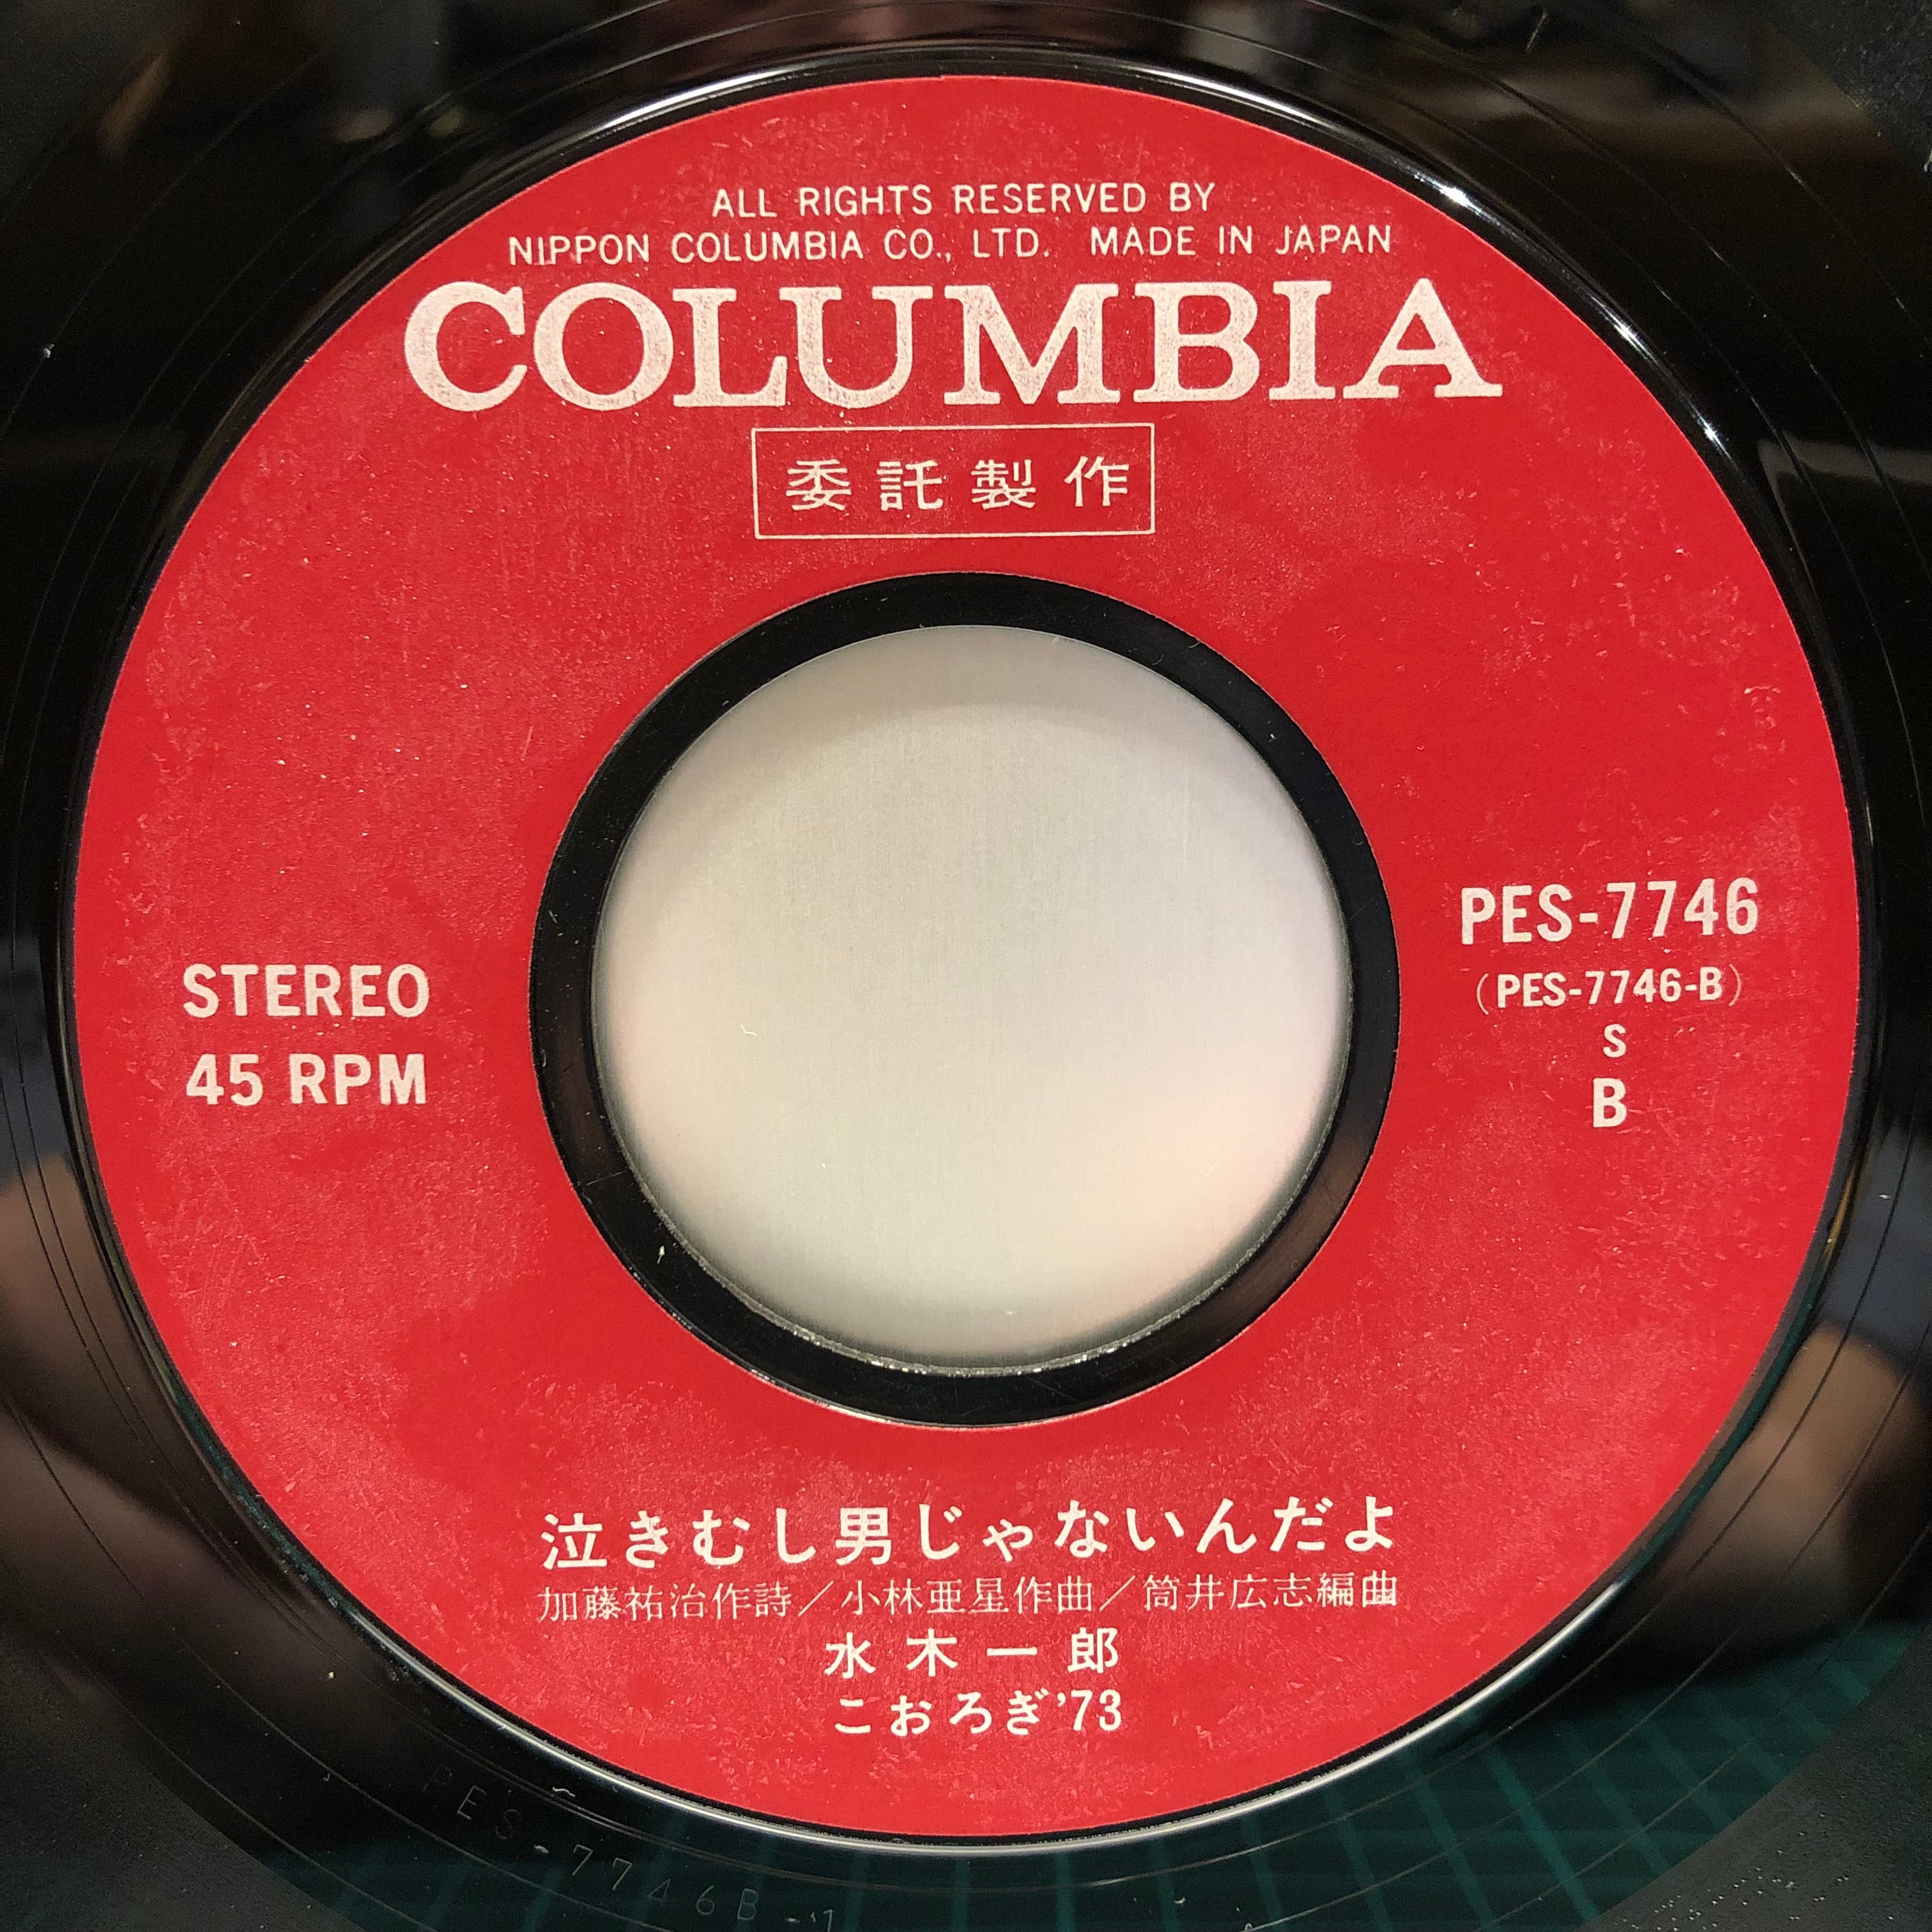 ALL RIGHTS RESERVED BY
NIPPON COLUMBIA CO., LTD. MADE IN JAPAN
COLUMBIA
委託製作
PES-7746
(PES-7746-B)
S
B
STEREO
45 RPM
泣きむし男じゃないんだよ
加藤祐治作詩／小林亜星作曲／筒井広志編曲
水木一郎
こおろぎ'73
PES-7746B-1